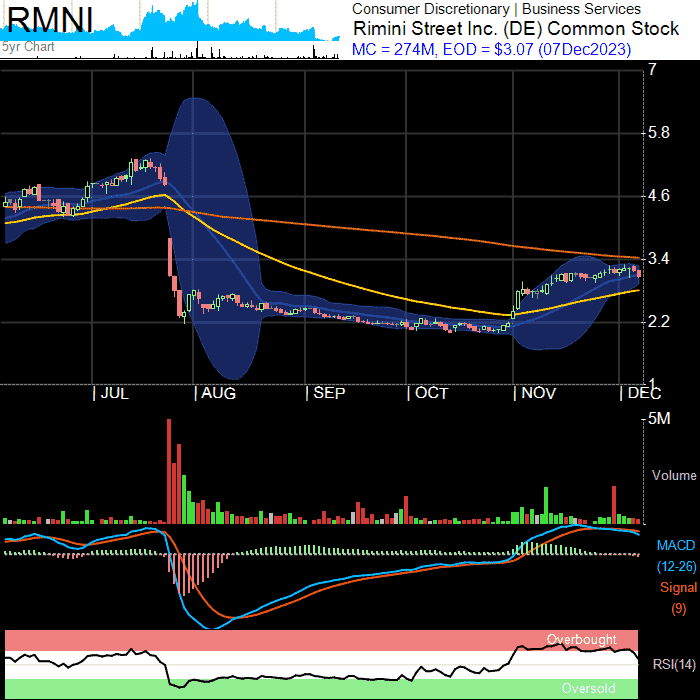 RMNI
5yr Chart
Consumer Discretionary | Business Services
Rimini Street Inc. (DE) Common Stock
MC = 274M, EOD = $3.07 (07Dec2023)
7
5.8
4.6
3.4
2.2
1
JUL AUG SEP OCT NOV DEC
5M
Volume
MACD
(12-26)
Signal
(9)
Overbought
RSI(14)
Oversold